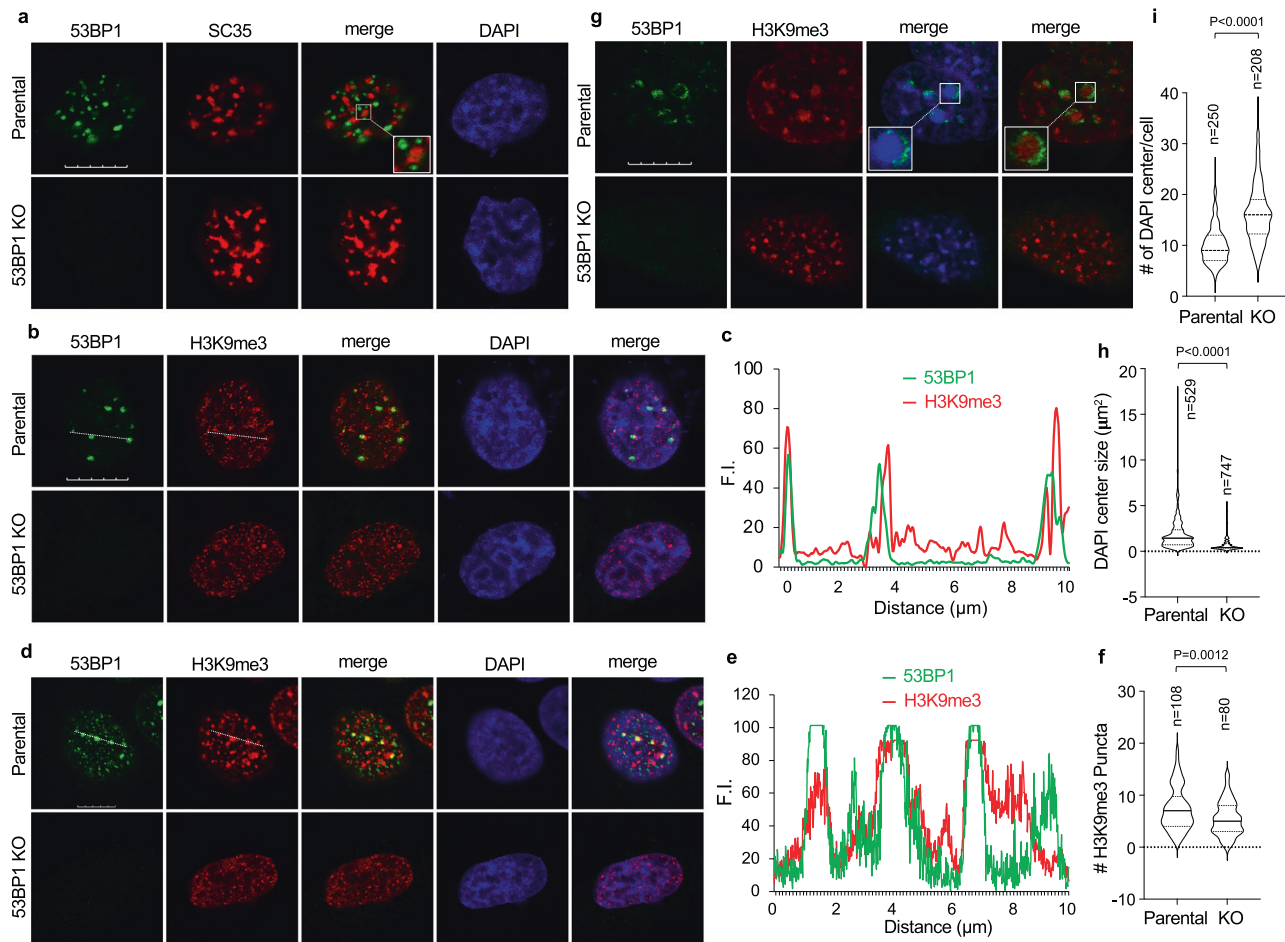 a
53BP1 SC35 merge DAPI
Parental
53BP1 KO
b
53BP1 H3K9me3 merge DAPI merge
Parental
53BP1 KO
d
53BP1 H3K9me3 merge DAPI merge
Parental
53BP1 KO
g
53BP1 H3K9me3 merge merge
Parental
53BP1 KO
c
100
80
60
40
20
0
F.I.
53BP1
H3K9me3
0 2 4 6 8 10
Distance (µm)
e
120
100
80
60
40
20
0
F.I.
53BP1
H3K9me3
0 2 4 6 8 10
Distance (µm)
i
P<0.0001
n=250
n=208
40
30
20
10
0
# of DAPI center/cell
Parental KO
h
P<0.0001
n=529
n=747
20
15
10
5
0
-5
DAPI center size (µm²)
Parental KO
f
P=0.0012
n=108
n=80
30
20
10
0
-10
# H3K9me3 Puncta
Parental KO